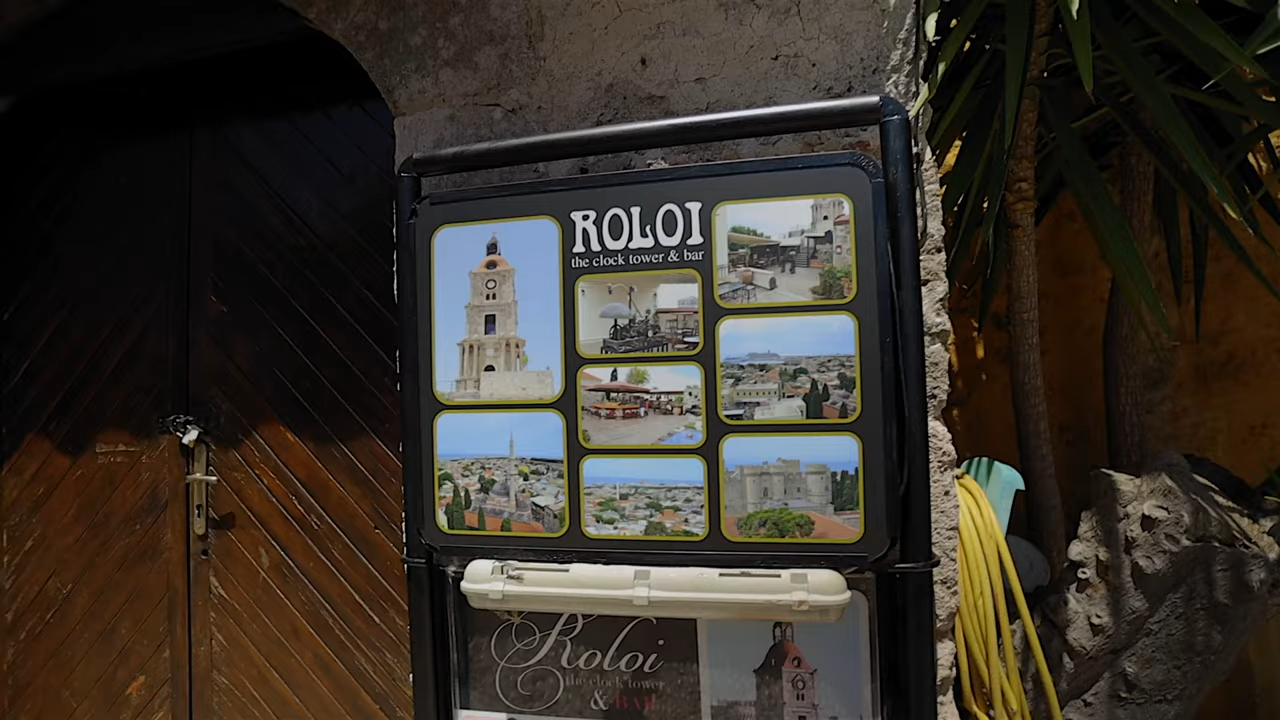 ROLOI
the clock tower & bar
Roloi
the clock tower
& BAR